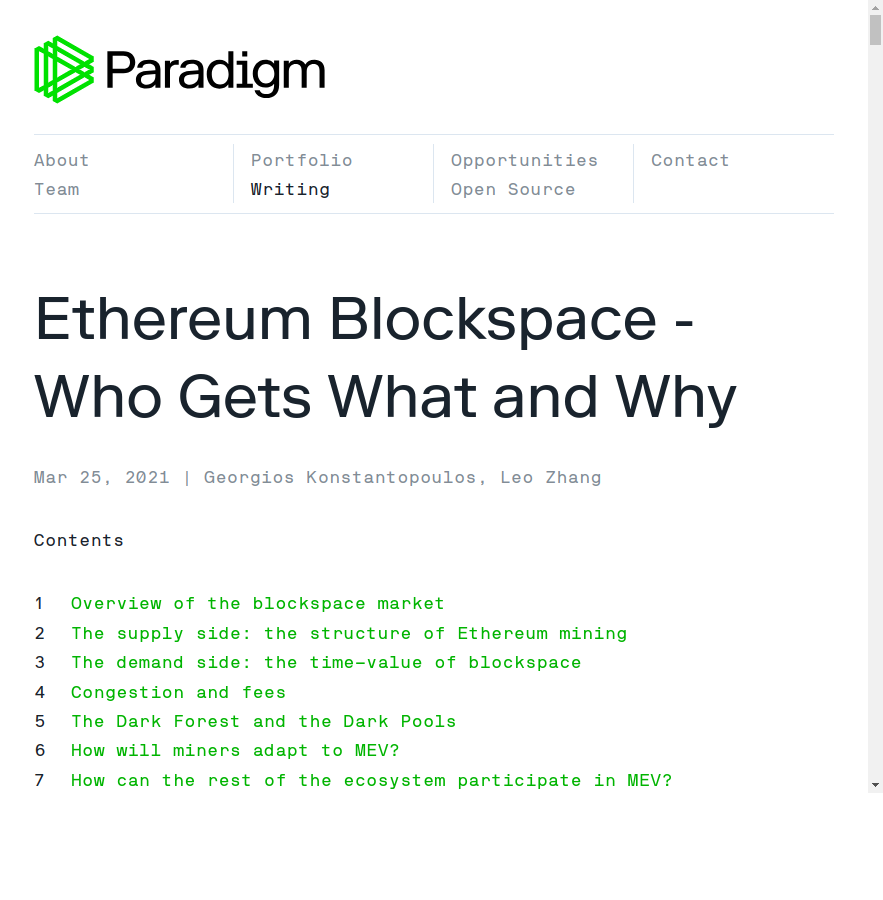 Paradigm
About
Team
Portfolio
Writing
Opportunities
Open Source
Contact
Ethereum Blockspace -
Who Gets What and Why
Mar 25, 2021 | Georgios Konstantopoulos, Leo Zhang
Contents
1 Overview of the blockspace market
2 The supply side: the structure of Ethereum mining
3 The demand side: the time-value of blockspace
4 Congestion and fees
5 The Dark Forest and the Dark Pools
6 How will miners adapt to MEV?
7 How can the rest of the ecosystem participate in MEV?